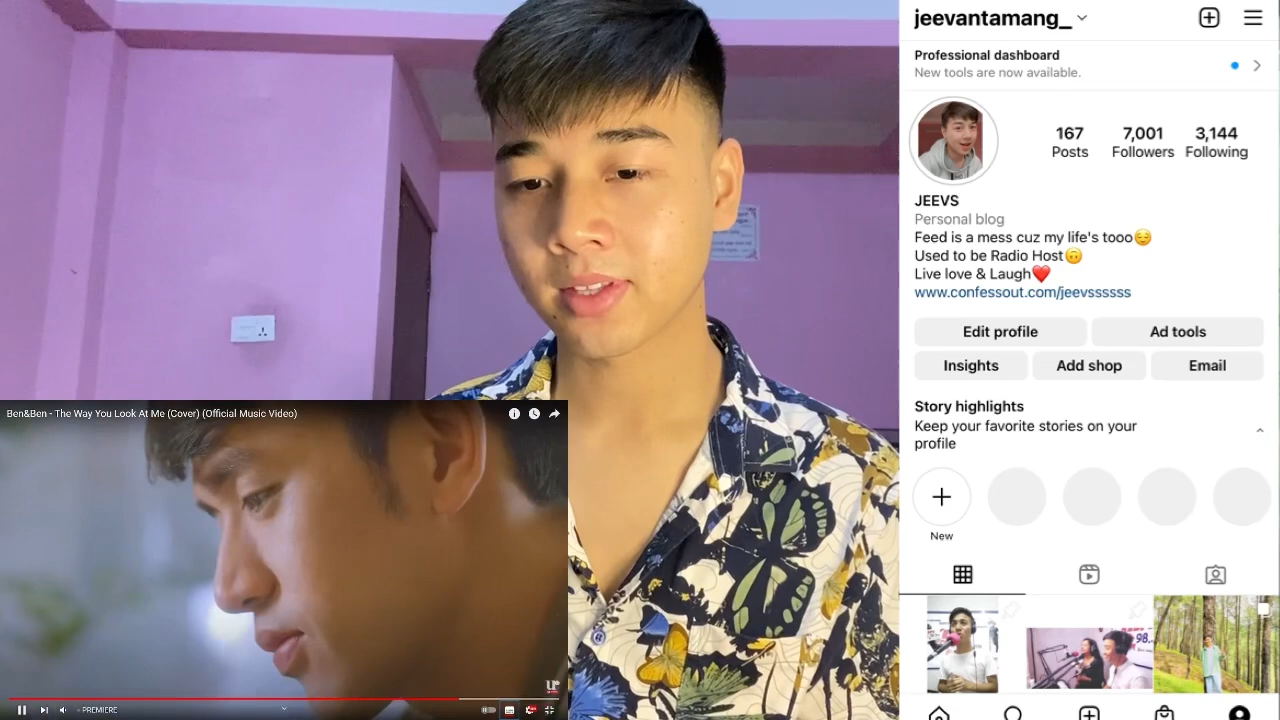 Ben&Ben - The Way You Look At Me (Cover) (Official Music Video)
PREMIERE
jeevantamang_
Professional dashboard
New tools are now available.
167 7,001 3,144
Posts Followers Following
JEEVS
Personal blog
Feed is a mess cuz my life's tooo😌
Used to be Radio Host🙃
Live love & Laugh❤️
www.confessout.com/jeevssssss
Edit profile Ad tools
Insights Add shop Email
Story highlights
Keep your favorite stories on your
profile
New
98.